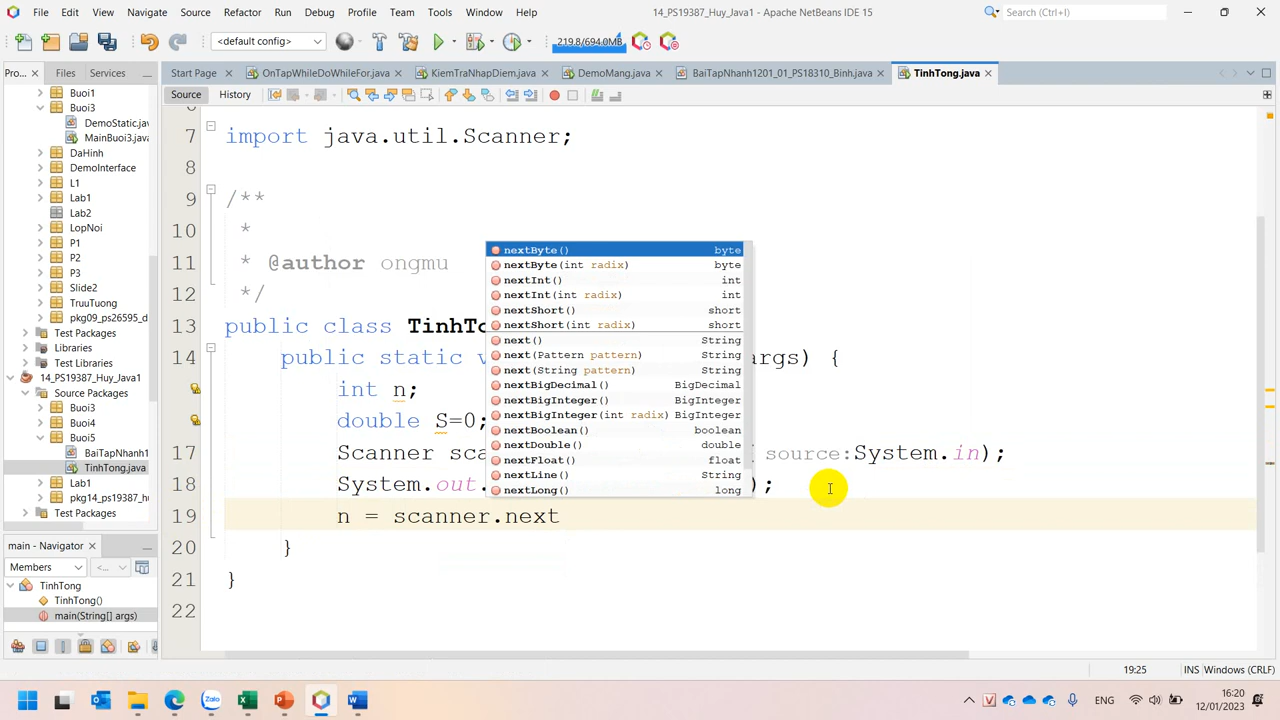 File Edit View Navigate Source Refactor Run Debug Profile Team Tools Window Help
14_PS19387_Huy_Java1 - Apache NetBeans IDE 15
Search (Ctrl+I)
<default config>
219.8/694.0MB
Pro... Files Services
Start Page OnTapWhileDoWhileFor.java KiemTraNhapDiem.java DemoMang.java BaiTapNhanh1201_01_PS18310_Binh.java TinhTong.java
Source History
Buoi1
Buoi3
DemoStatic.jav
MainBuoi3.java
DaHinh
DemoInterface
L1
Lab1
Lab2
LopNoi
P1
P2
P3
Slide2
TruuTuong
pkg09_ps26595_d
Test Packages
Libraries
Test Libraries
14_PS19387_Huy_Java1
Source Packages
Buoi3
Buoi4
Buoi5
BaiTapNhanh1
TinhTong.java
Lab1
pkg14_ps19387_h
Test Packages
main - Navigator
Members
<...
TinhTong
TinhTong()
main(String[] args)
7 import java.util.Scanner;
8
9 /**
10 *
11 * @author ongmu
12 */
13 public class TinhTo
14 public static v args) {
int n;
double S=0;
17 Scanner sca source:System.in);
18 System.out. );
19 n = scanner.next
20 }
21 }
22
nextByte() byte
nextByte(int radix) byte
nextInt() int
nextInt(int radix) int
nextShort() short
nextShort(int radix) short
next() String
next(Pattern pattern) String
next(String pattern) String
nextBigDecimal() BigDecimal
nextBigInteger() BigInteger
nextBigInteger(int radix) BigInteger
nextBoolean() boolean
nextDouble() double
nextFloat() float
nextLine() String
nextLong() long
19:25 INS Windows (CRLF)
Zalo
ENG
16:20
12/01/2023